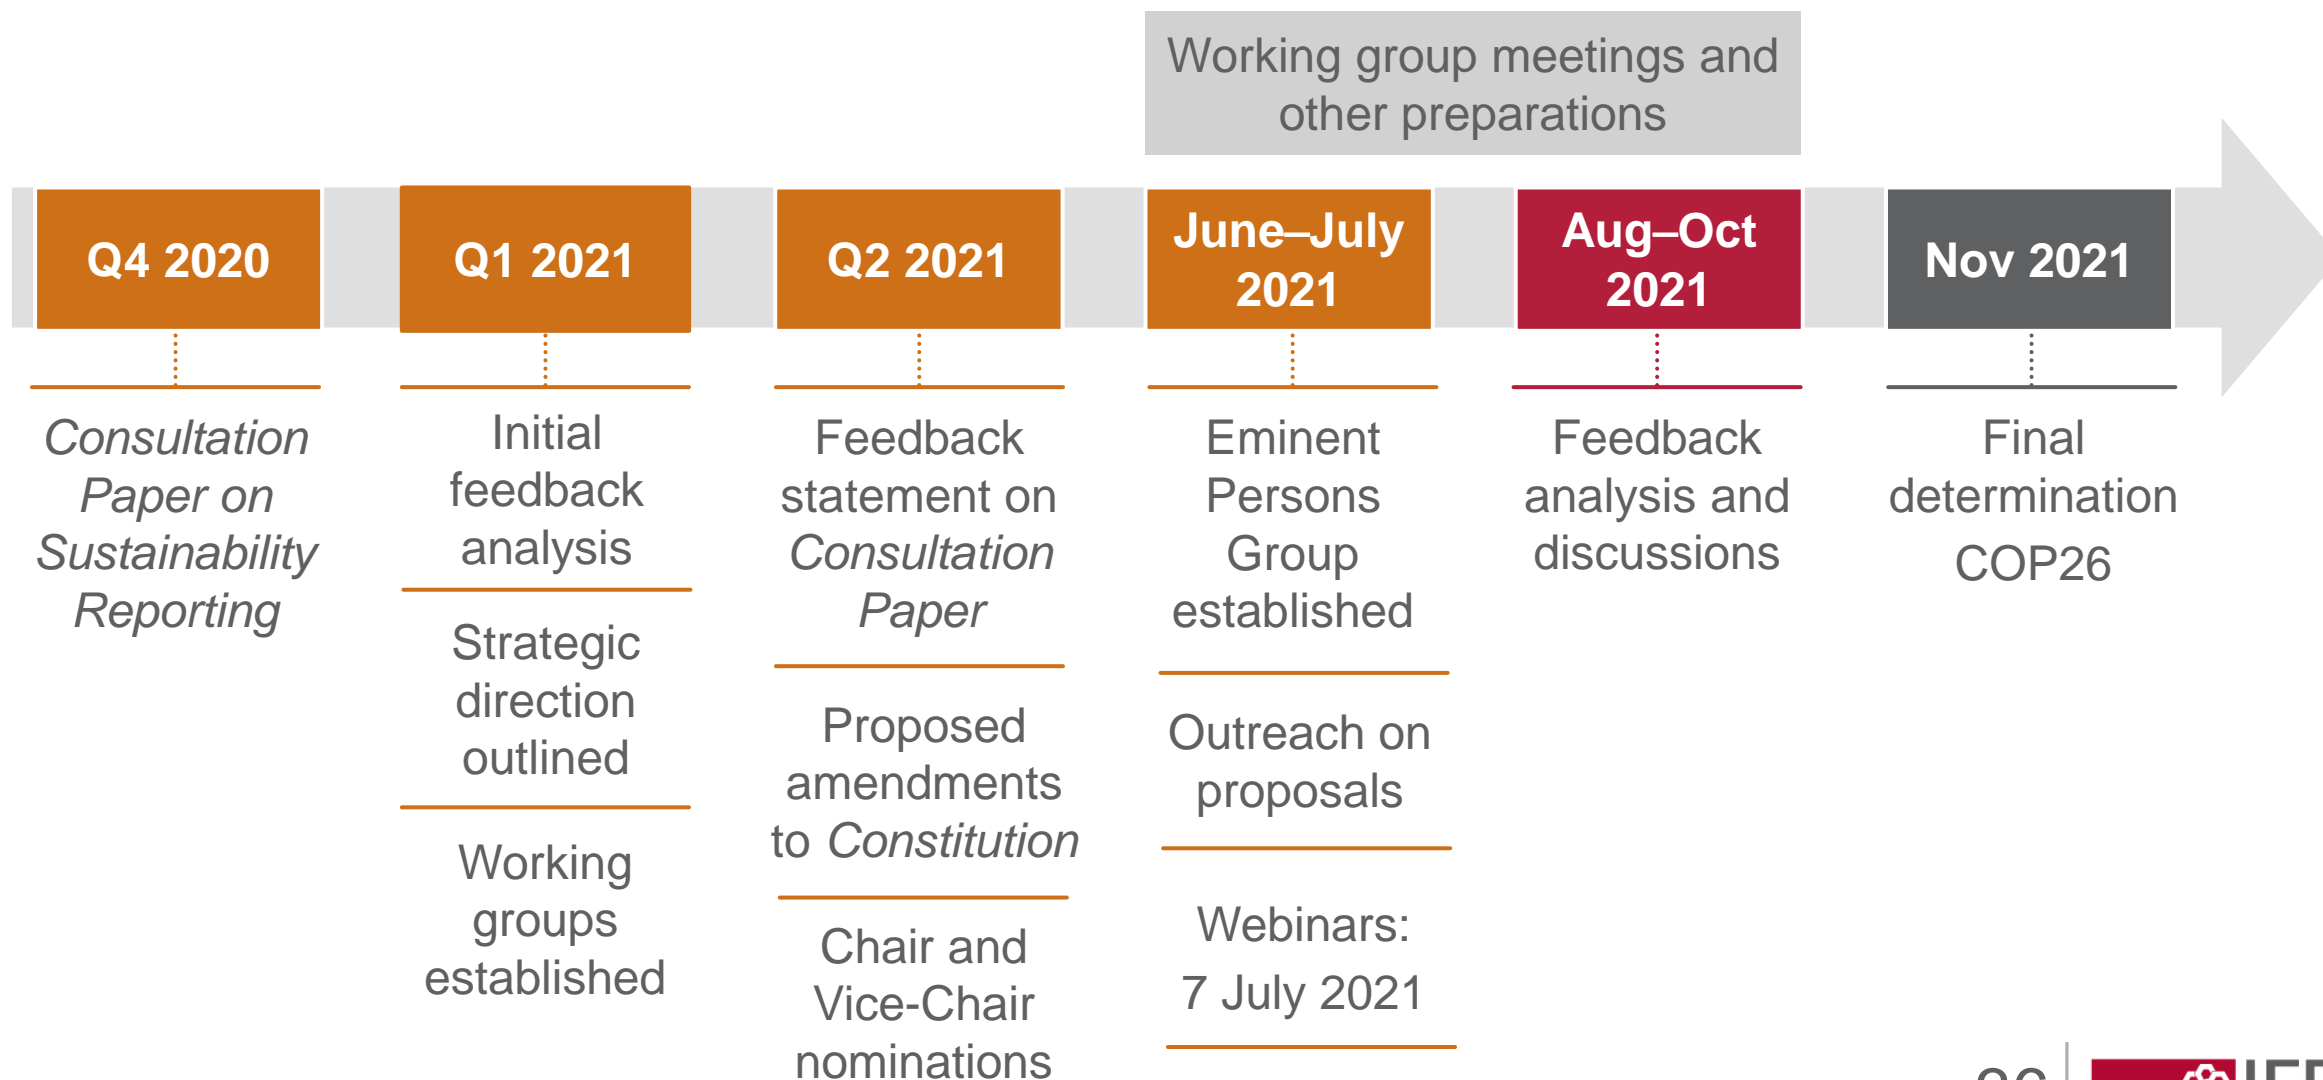 Working group meetings and
other preparations
Q4 2020
Q1 2021
Q2 2021
June–July
2021
Aug–Oct
2021
Nov 2021
Consultation
Paper on
Sustainability
Reporting
Initial
feedback
analysis
Strategic
direction
outlined
Working
groups
established
Feedback
statement on
Consultation
Paper
Proposed
amendments
to Constitution
Chair and
Vice-Chair
nominations
Eminent
Persons
Group
established
Outreach on
proposals
Webinars:
7 July 2021
Feedback
analysis and
discussions
Final
determination
COP26